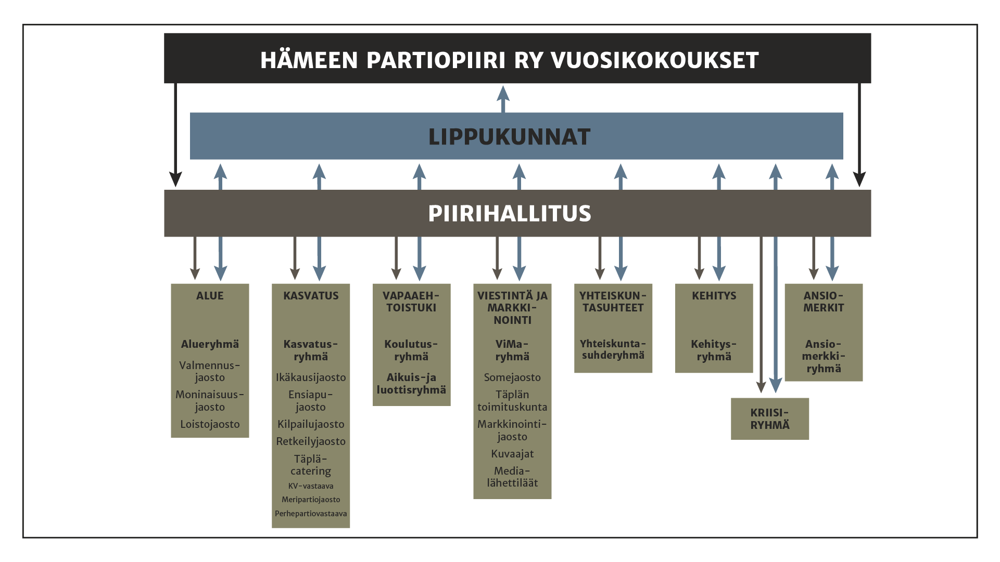 HÄMEEN PARTIOPIIRI RY VUOSIKOKOUKSET
LIPPUKUNNAT
PIIRIHALLITUS
ALUE
Alueryhmä
Valmennus-
jaosto
Moninaisuus-
jaosto
Loistojaosto
KASVATUS
Kasvatus-
ryhmä
Ikäkausijaosto
Ensiapu-
jaosto
Kilpailujaosto
Retkeilyjaosto
Täplä-
catering
KV-vastaava
Meripartiojaosto
Perhepartiovastaava
VAPAAEH-
TOISTUKI
Koulutus-
ryhmä
Aikuis-ja
luottisryhmä
VIESTINTÄ JA
MARKKI-
NOINTI
ViMa-
ryhmä
Somejaosto
Täplän
toimituskunta
Markkinointi-
jaosto
Kuvaajat
Media-
lähettiläät
YHTEISKUN-
TASUHTEET
Yhteiskunta-
suhderyhmä
KEHITYS
Kehitys-
ryhmä
KRIISI-
RYHMÄ
ANSIO-
MERKIT
Ansio-
merkki-
ryhmä